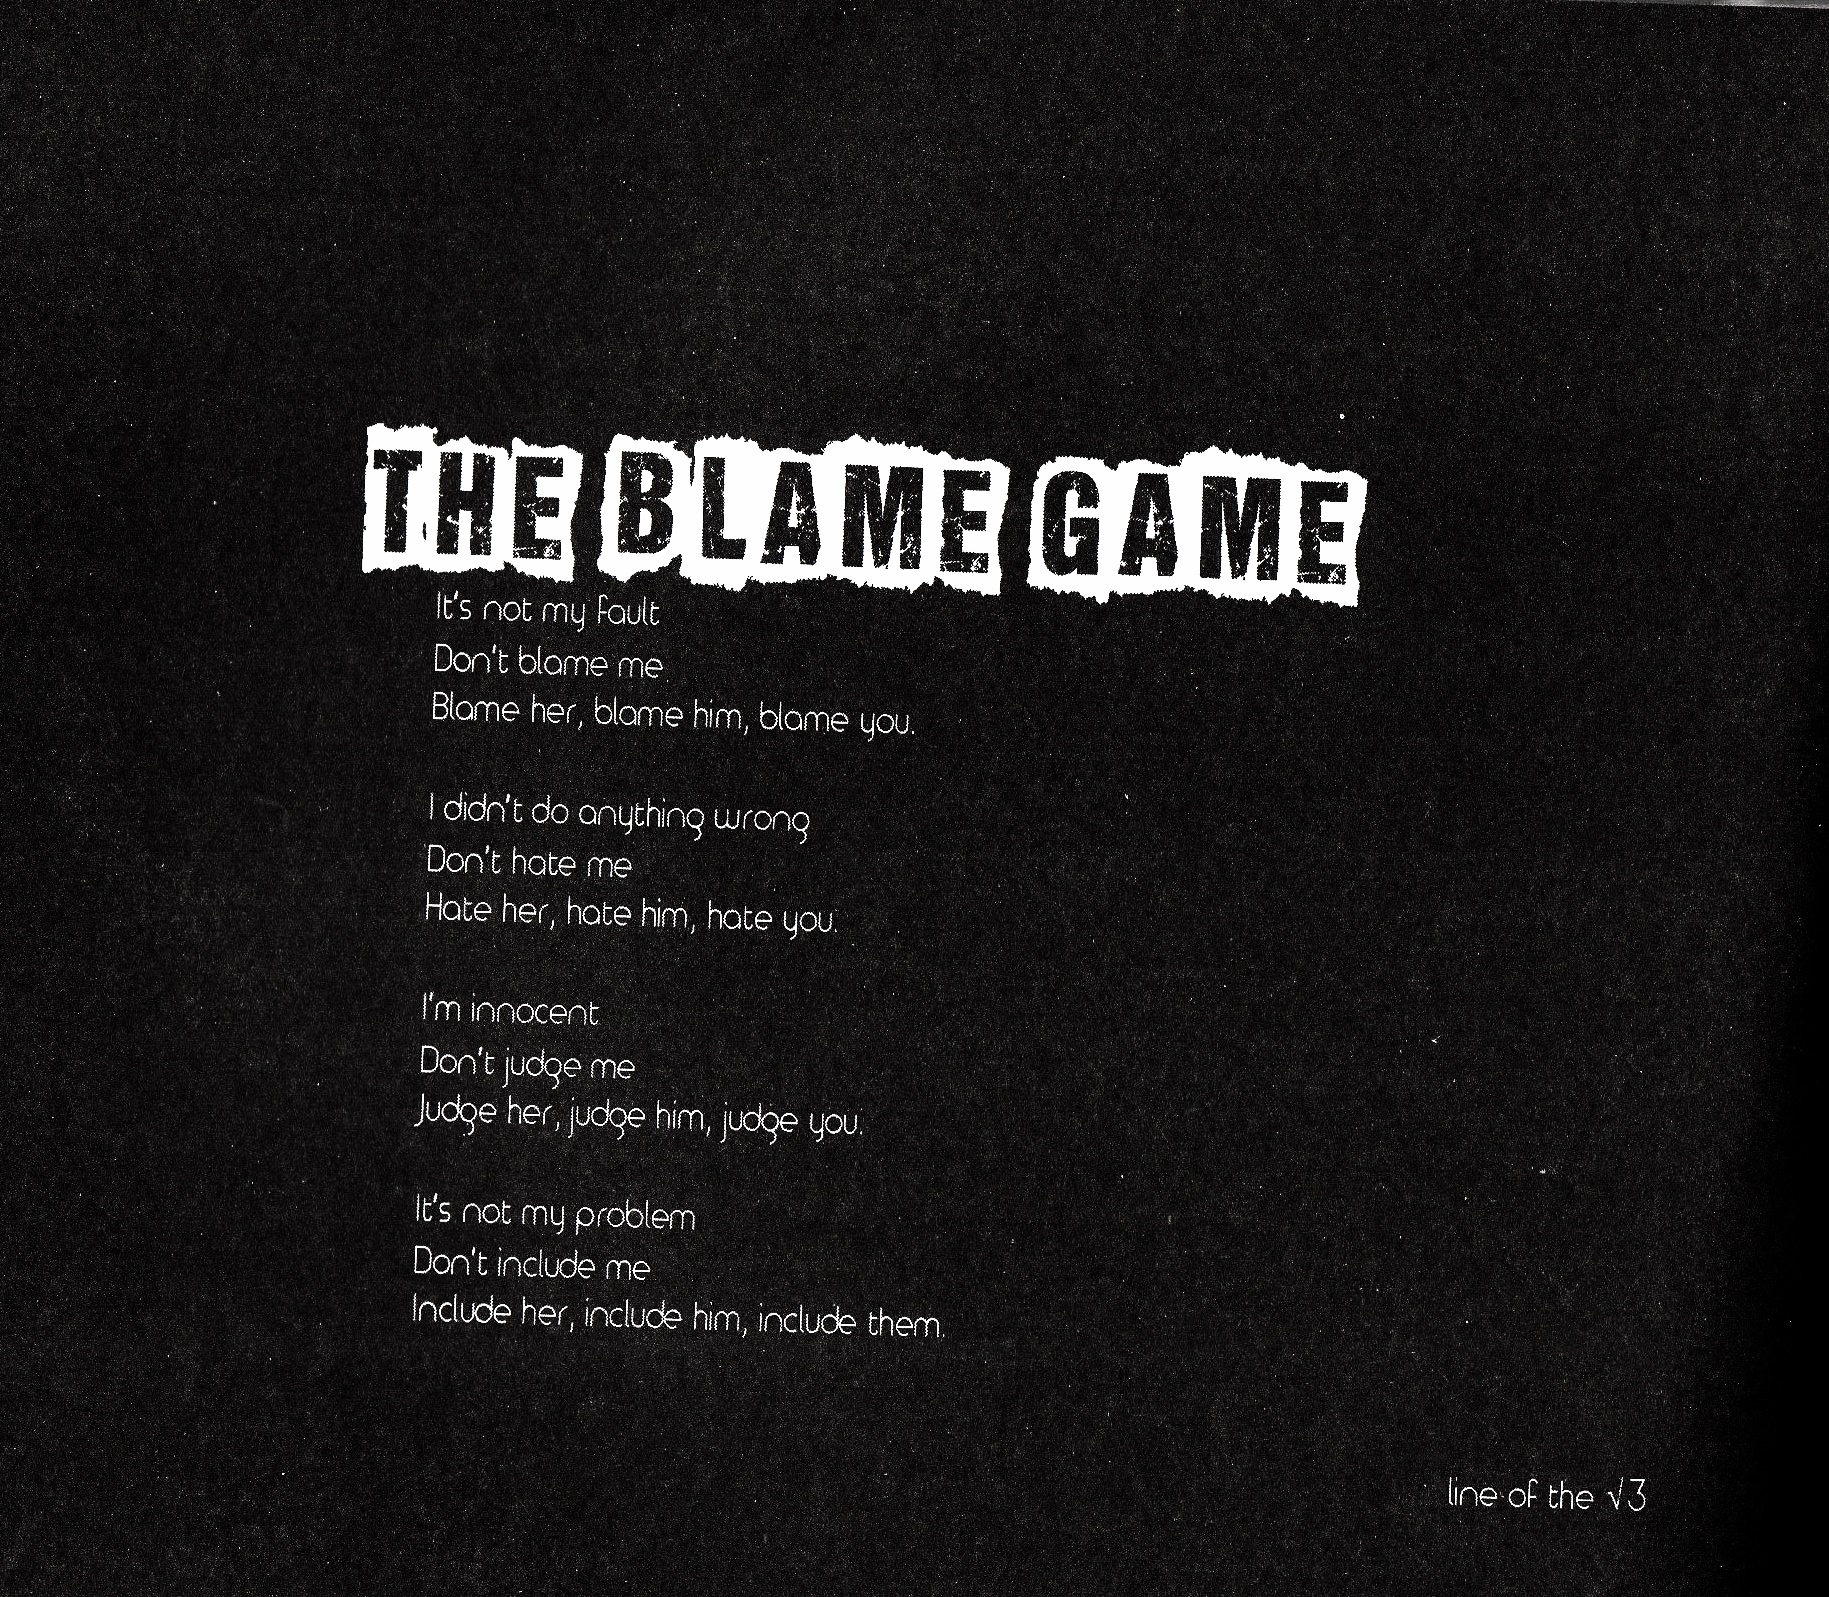 THE BLAME GAME
It's not my fault
Don't blame me
Blame her, blame him, blame you.
I didn't do anything wrong
Don't hate me
Hate her, hate him, hate you.
I'm innocent
Don't judge me
Judge her, judge him, judge you.
It's not my problem
Don't include me
Include her, include him, include them.
line of the √3